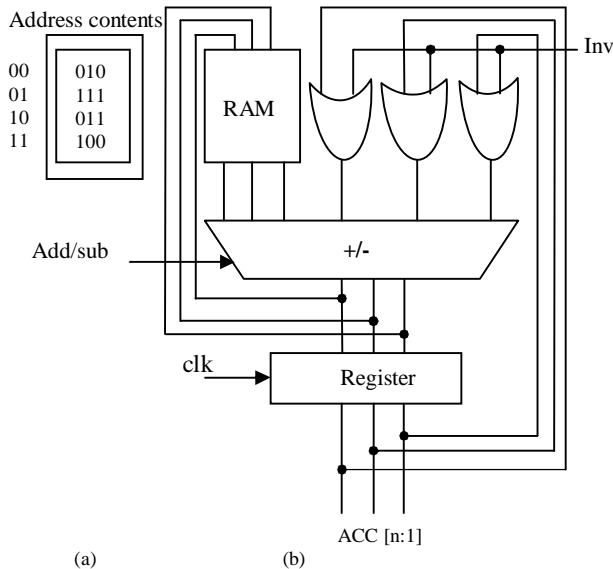 Address contents
00 010
01 111
10 011
11 100
RAM
Inv
Add/sub
+/-
clk
Register
ACC [n:1]
(a) (b)